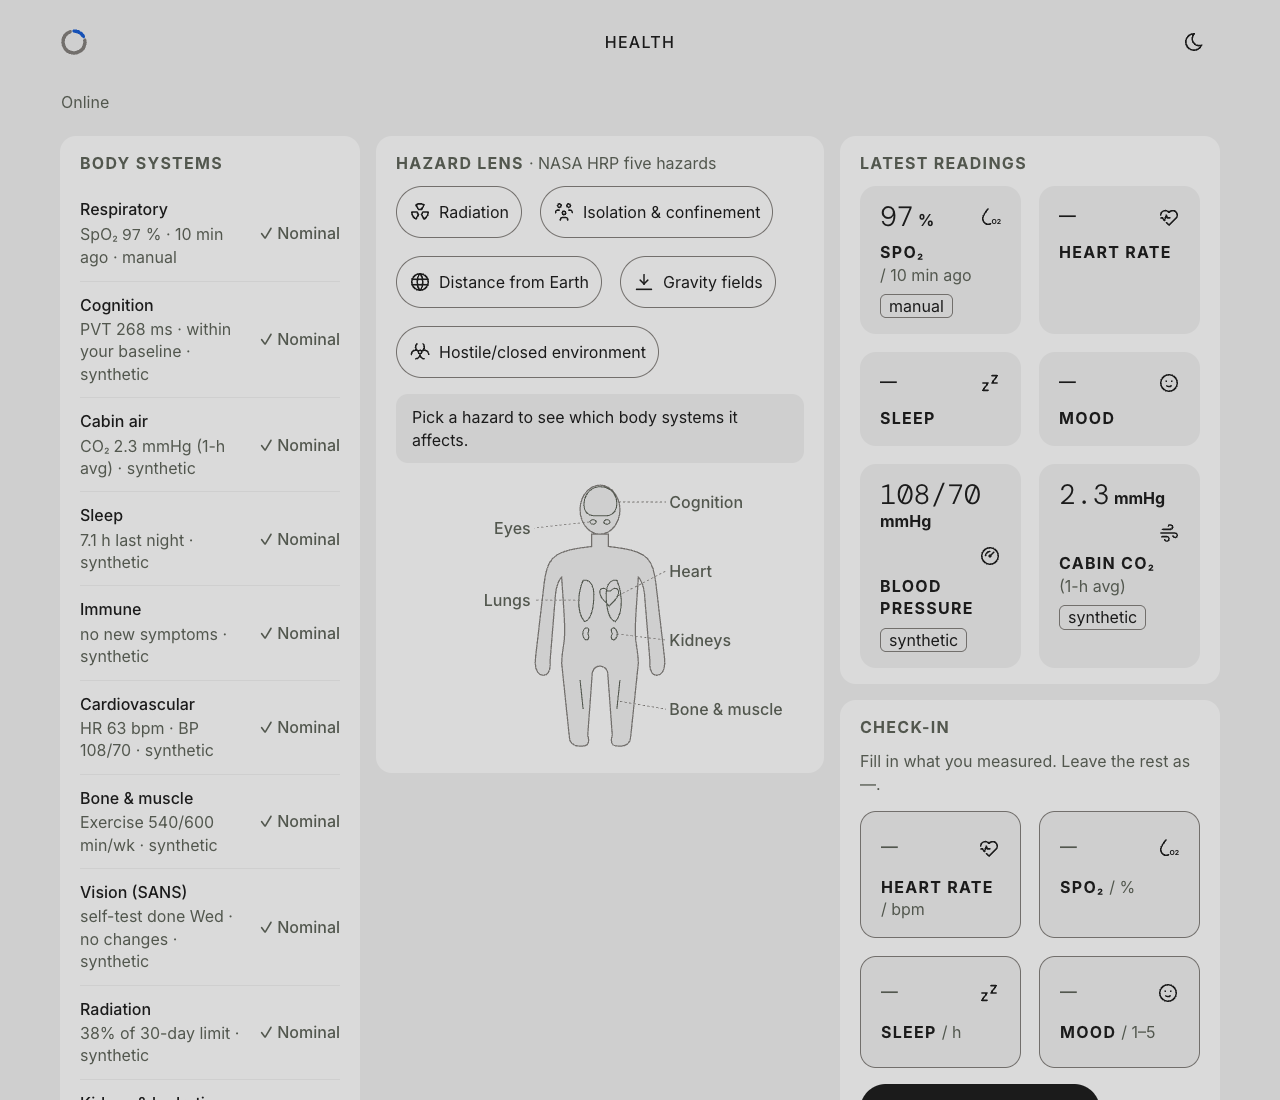 HEALTH
Online
BODY SYSTEMS
Respiratory
SpO₂ 97 % · 10 min
ago · manual
Nominal
Cognition
PVT 268 ms · within
your baseline ·
synthetic
Nominal
Cabin air
CO₂ 2.3 mmHg (1-h
avg) · synthetic
Nominal
Sleep
7.1 h last night ·
synthetic
Nominal
Immune
no new symptoms ·
synthetic
Nominal
Cardiovascular
HR 63 bpm · BP
108/70 · synthetic
Nominal
Bone & muscle
Exercise 540/600
min/wk · synthetic
Nominal
Vision (SANS)
self-test done Wed ·
no changes ·
synthetic
Nominal
Radiation
38% of 30-day limit ·
synthetic
Nominal
HAZARD LENS · NASA HRP five hazards
Radiation
Isolation & confinement
Distance from Earth
Gravity fields
Hostile/closed environment
Pick a hazard to see which body systems it
affects.
Cognition
Eyes
Heart
Lungs
Kidneys
Bone & muscle
LATEST READINGS
97 %
O2
SPO₂
/ 10 min ago
manual
—
HEART RATE
—
zZ
SLEEP
—
MOOD
108/70
mmHg
BLOOD
PRESSURE
synthetic
2.3 mmHg
CABIN CO₂
(1-h avg)
synthetic
CHECK-IN
Fill in what you measured. Leave the rest as
—.
—
HEART RATE
/ bpm
—
O2
SPO₂ / %
—
zZ
SLEEP / h
—
MOOD / 1–5